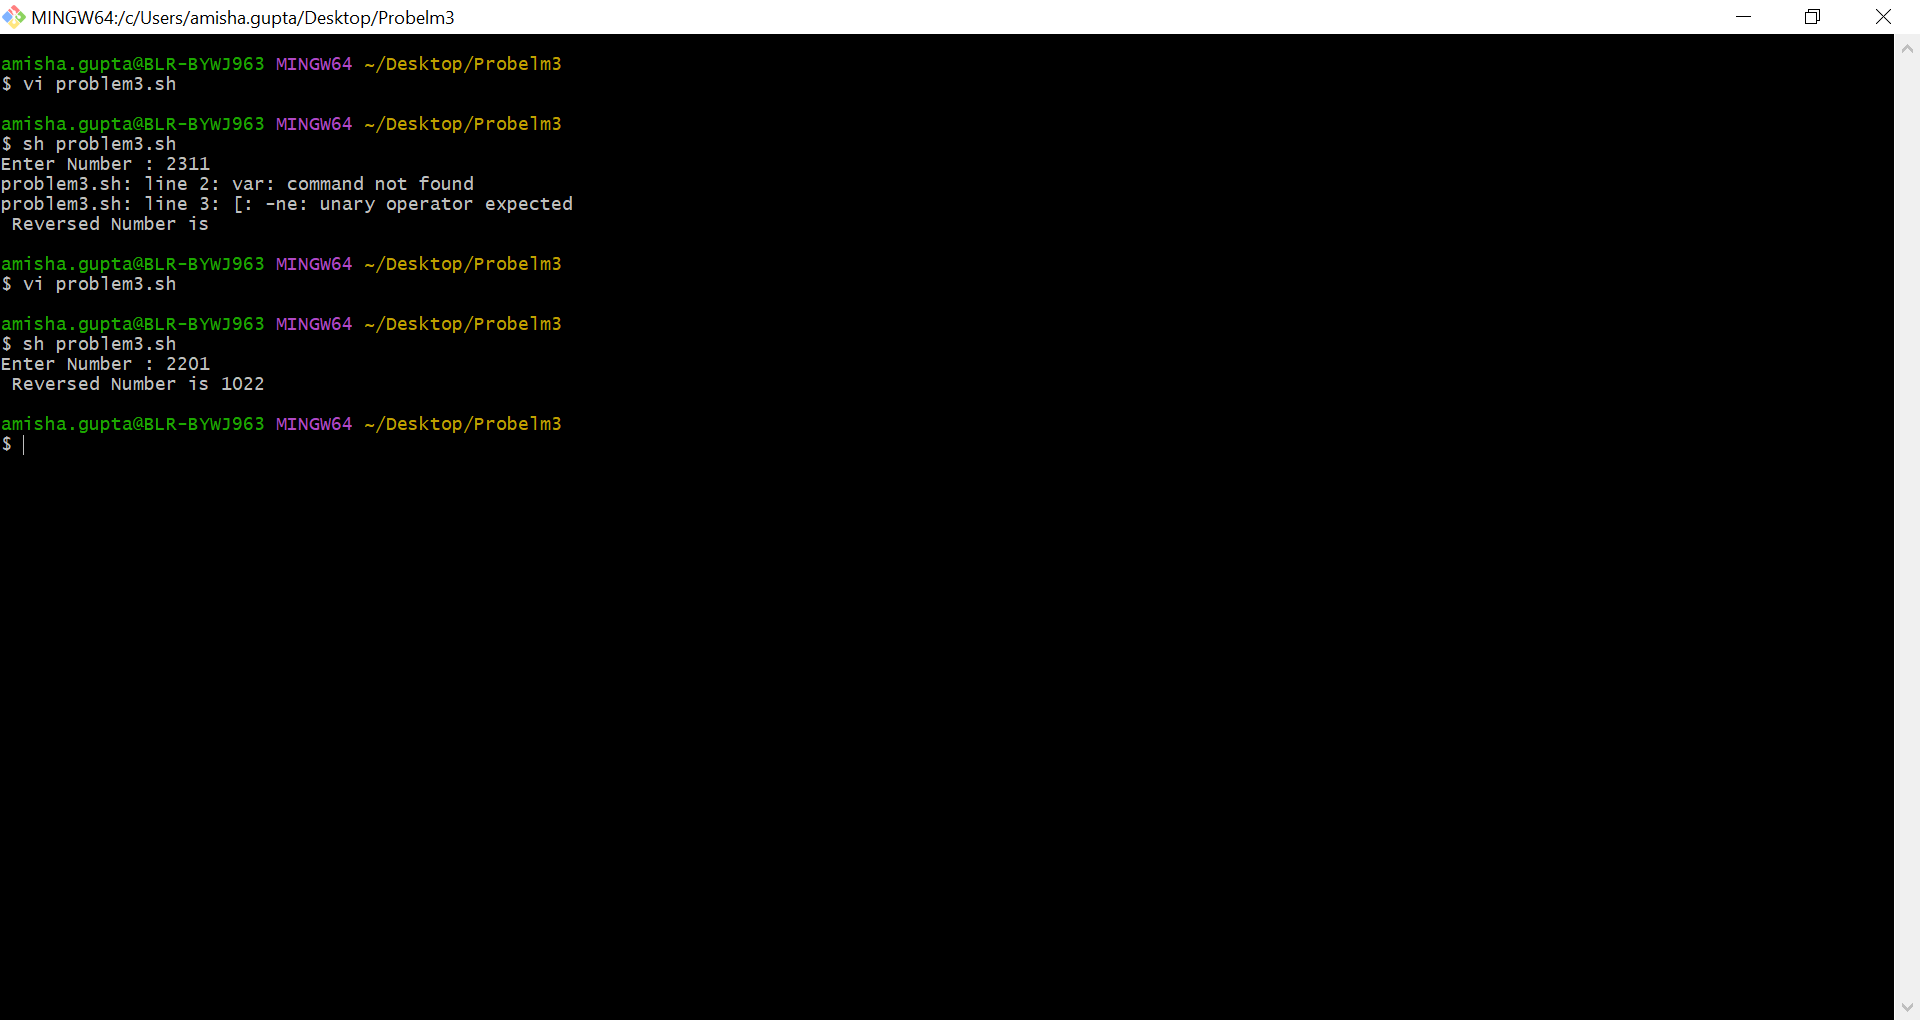 MINGW64:/c/Users/amisha.gupta/Desktop/Probelm3
amisha.gupta@BLR-BYWJ963 MINGW64 ~/Desktop/Probelm3
$ vi problem3.sh
amisha.gupta@BLR-BYWJ963 MINGW64 ~/Desktop/Probelm3
$ sh problem3.sh
Enter Number : 2311
problem3.sh: line 2: var: command not found
problem3.sh: line 3: [: -ne: unary operator expected
 Reversed Number is
amisha.gupta@BLR-BYWJ963 MINGW64 ~/Desktop/Probelm3
$ vi problem3.sh
amisha.gupta@BLR-BYWJ963 MINGW64 ~/Desktop/Probelm3
$ sh problem3.sh
Enter Number : 2201
 Reversed Number is 1022
amisha.gupta@BLR-BYWJ963 MINGW64 ~/Desktop/Probelm3
$